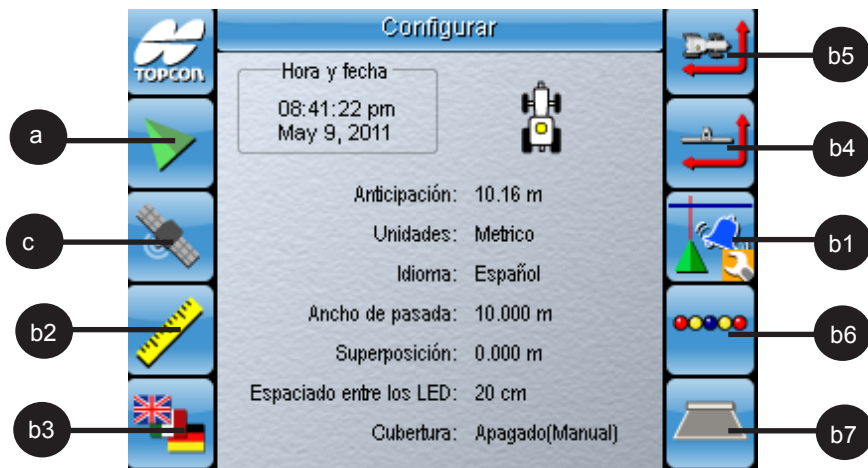 TOPCON
Configurar
Hora y fecha
08:41:22 pm
May 9, 2011
Anticipación: 10.16 m
Unidades: Metrico
Idioma: Español
Ancho de pasada: 10.000 m
Superposición: 0.000 m
Espaciado entre los LED: 20 cm
Cubertura: Apagado(Manual)
a
c
b2
b3
b5
b4
b1
b6
b7